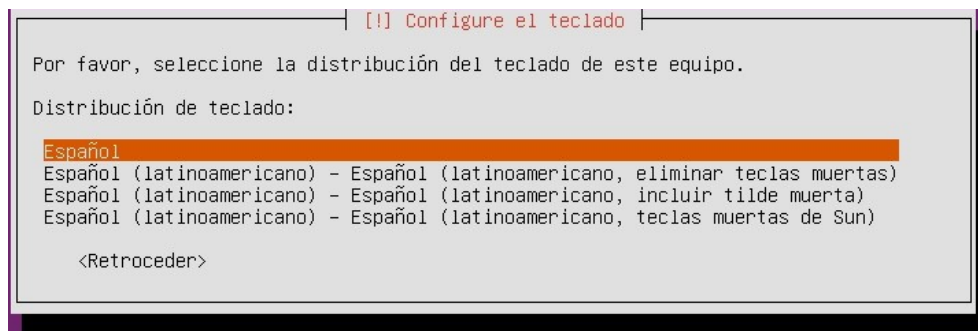 [!] Configure el teclado
Por favor, seleccione la distribución del teclado de este equipo.
Distribución de teclado:
Español
Español (latinoamericano) – Español (latinoamericano, eliminar teclas muertas)
Español (latinoamericano) – Español (latinoamericano, incluir tilde muerta)
Español (latinoamericano) – Español (latinoamericano, teclas muertas de Sun)
<Retroceder>